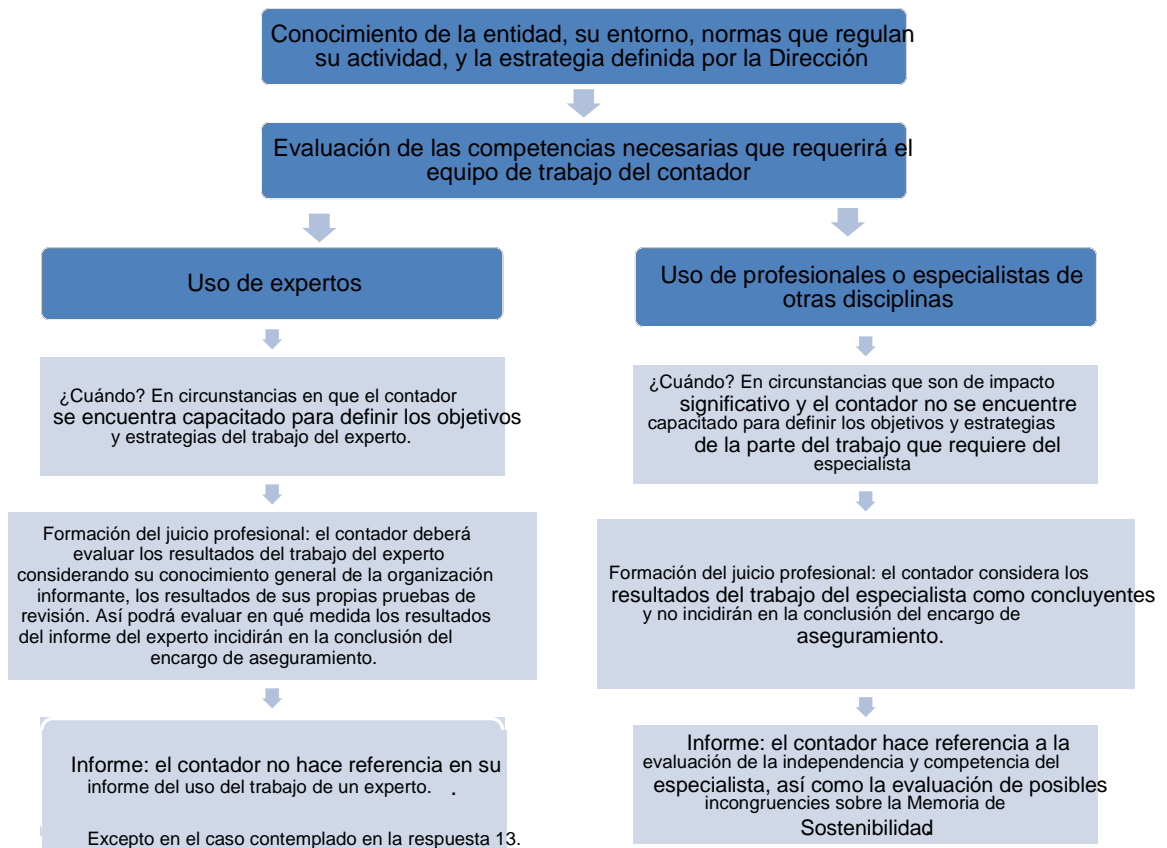 Conocimiento de la entidad, su entorno, normas que regulan
su actividad, y la estrategia definida por la Dirección
Evaluación de las competencias necesarias que requerirá el
equipo de trabajo del contador
Uso de expertos
¿Cuándo? En circunstancias en que el contador
se encuentra capacitado para definir los objetivos
y estrategias del trabajo del experto.
Formación del juicio profesional: el contador deberá
evaluar los resultados del trabajo del experto
considerando su conocimiento general de la organización
informante, los resultados de sus propias pruebas de
revisión. Así podrá evaluar en qué medida los resultados
del informe del experto incidirán en la conclusión del
encargo de aseguramiento.
Informe: el contador no hace referencia en su
informe del uso del trabajo de un experto. .
Excepto en el caso contemplado en la respuesta 13.
Uso de profesionales o especialistas de
otras disciplinas
¿Cuándo? En circunstancias que son de impacto
significativo y el contador no se encuentre
capacitado para definir los objetivos y estrategias
de la parte del trabajo que requiere del
especialista
Formación del juicio profesional: el contador considera los
resultados del trabajo del especialista como concluyentes
y no incidirán en la conclusión del encargo de
aseguramiento.
Informe: el contador hace referencia a la
evaluación de la independencia y competencia del
especialista, así como la evaluación de posibles
incongruencies sobre la Memoria de
Sostenibilidad.